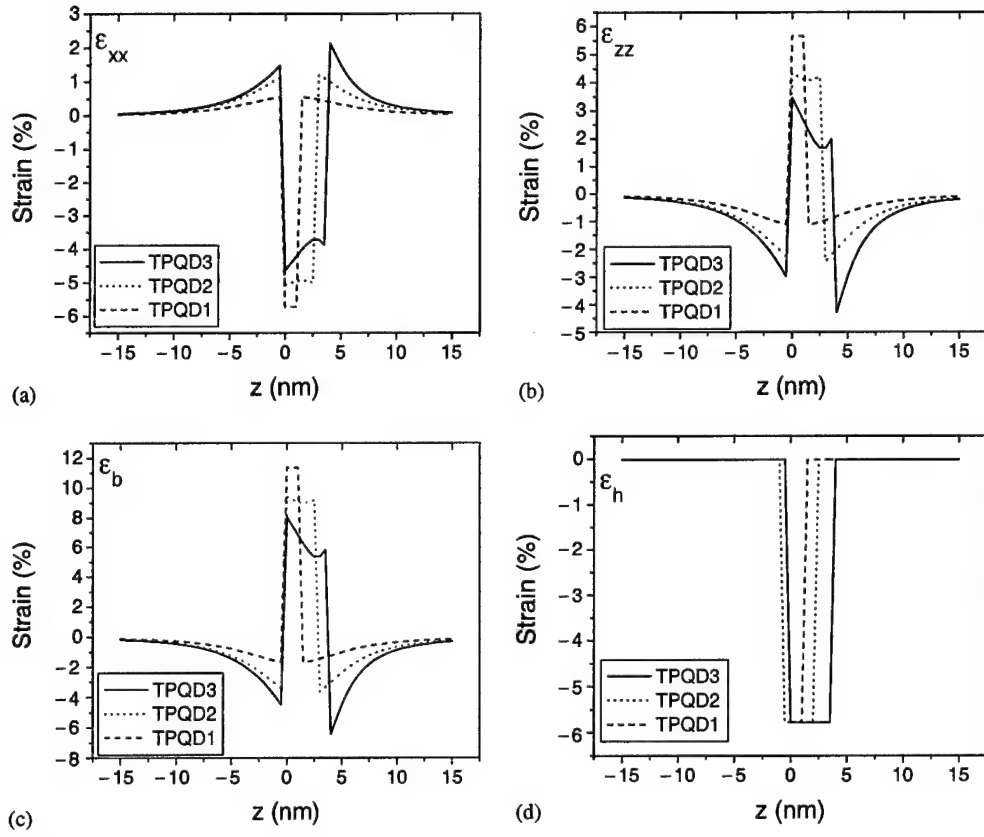 3
2
1
0
−1
−2
−3
−4
−5
−6
Strain (%)
ε_xx
TPQD3
TPQD2
TPQD1
−15 −10 −5 0 5 10 15
z (nm)
(a)
6
5
4
3
2
1
0
−1
−2
−3
−4
−5
Strain (%)
ε_zz
TPQD3
TPQD2
TPQD1
−15 −10 −5 0 5 10 15
z (nm)
(b)
12
10
8
6
4
2
0
−2
−4
−6
−8
Strain (%)
ε_b
TPQD3
TPQD2
TPQD1
−15 −10 −5 0 5 10 15
z (nm)
(c)
0
−1
−2
−3
−4
−5
−6
Strain (%)
ε_h
TPQD3
TPQD2
TPQD1
−15 −10 −5 0 5 10 15
z (nm)
(d)